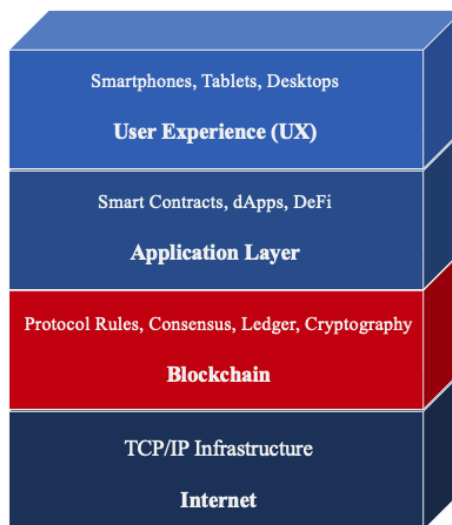 Smartphones, Tablets, Desktops
User Experience (UX)
Smart Contracts, dApps, DeFi
Application Layer
Protocol Rules, Consensus, Ledger, Cryptography
Blockchain
TCP/IP Infrastructure
Internet